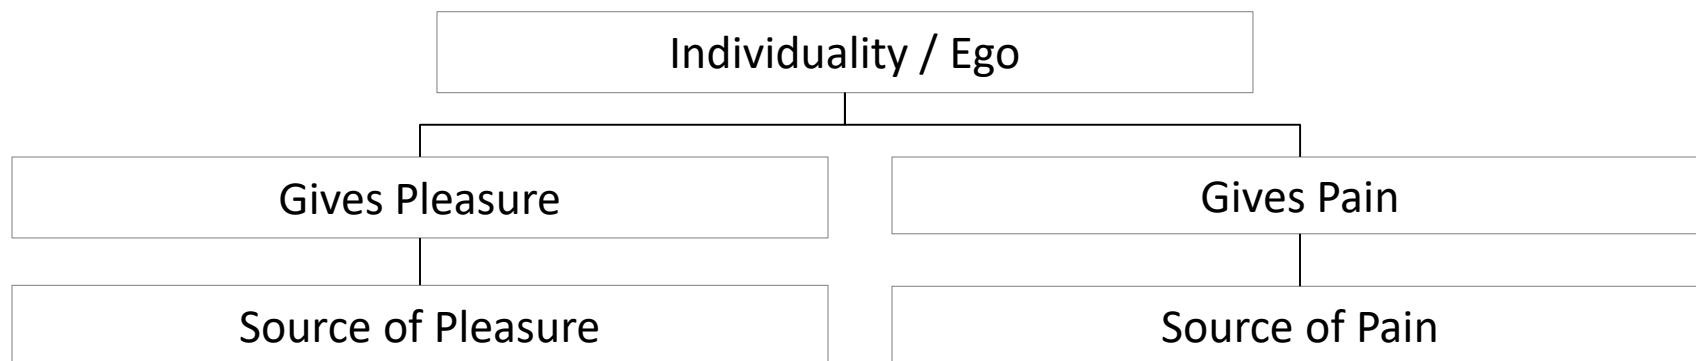 Individuality / Ego
Gives Pleasure
Gives Pain
Source of Pleasure
Source of Pain